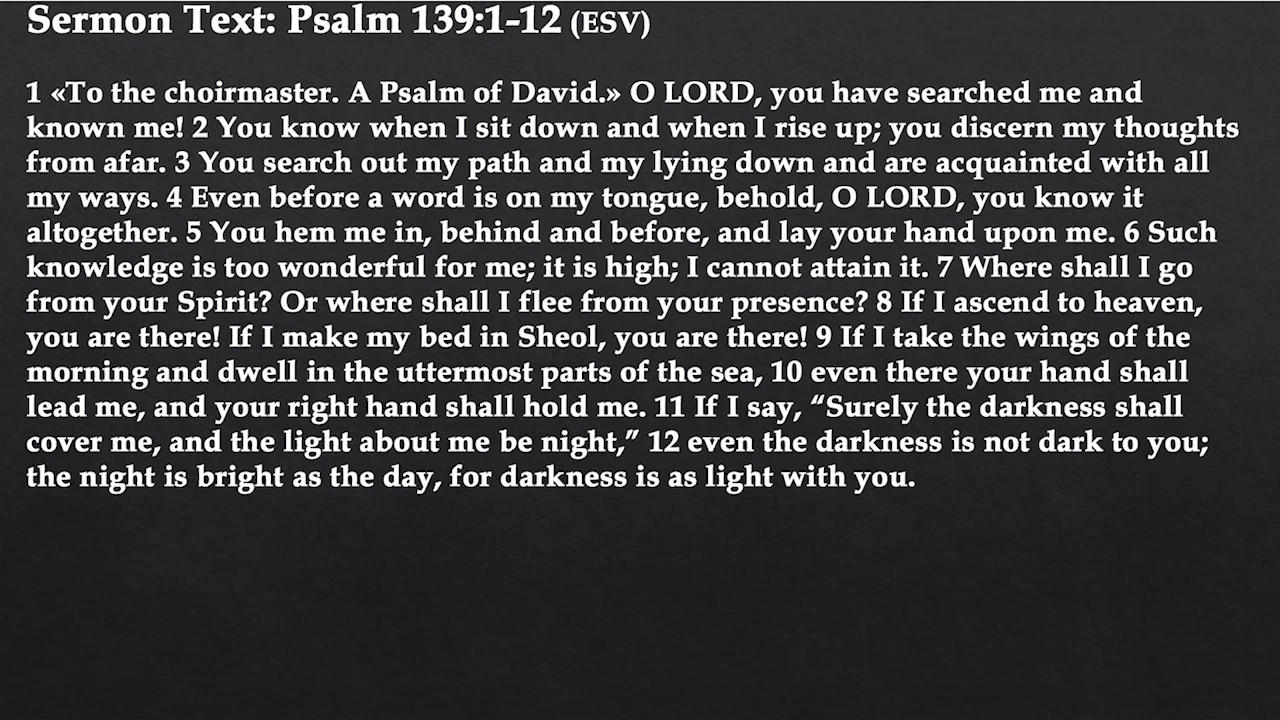 Sermon Text: Psalm 139:1-12 (ESV)
1 «To the choirmaster. A Psalm of David.» O LORD, you have searched me and
known me! 2 You know when I sit down and when I rise up; you discern my thoughts
from afar. 3 You search out my path and my lying down and are acquainted with all
my ways. 4 Even before a word is on my tongue, behold, O LORD, you know it
altogether. 5 You hem me in, behind and before, and lay your hand upon me. 6 Such
knowledge is too wonderful for me; it is high; I cannot attain it. 7 Where shall I go
from your Spirit? Or where shall I flee from your presence? 8 If I ascend to heaven,
you are there! If I make my bed in Sheol, you are there! 9 If I take the wings of the
morning and dwell in the uttermost parts of the sea, 10 even there your hand shall
lead me, and your right hand shall hold me. 11 If I say, “Surely the darkness shall
cover me, and the light about me be night,” 12 even the darkness is not dark to you;
the night is bright as the day, for darkness is as light with you.